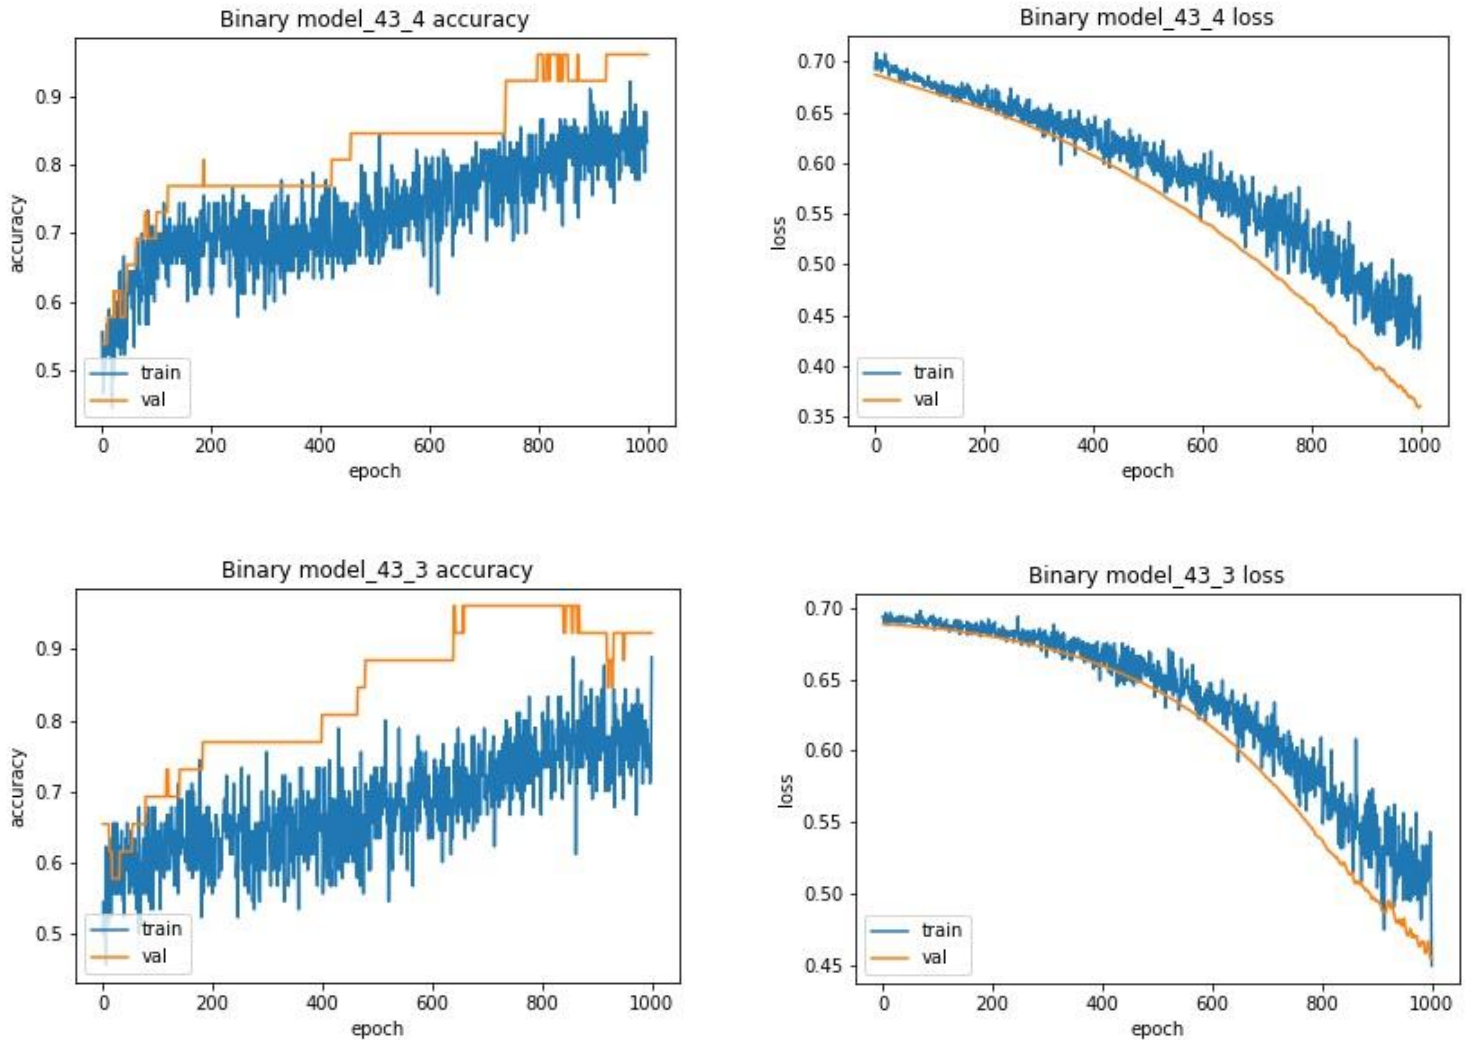 Binary model_43_4 accuracy
0.9
0.8
0.7
0.6
0.5
accuracy
train
val
0 200 400 600 800 1000
epoch
Binary model_43_4 loss
0.70
0.65
0.60
0.55
0.50
0.45
0.40
0.35
loss
train
val
0 200 400 600 800 1000
epoch
Binary model_43_3 accuracy
0.9
0.8
0.7
0.6
0.5
accuracy
train
val
0 200 400 600 800 1000
epoch
Binary model_43_3 loss
0.70
0.65
0.60
0.55
0.50
0.45
loss
train
val
0 200 400 600 800 1000
epoch